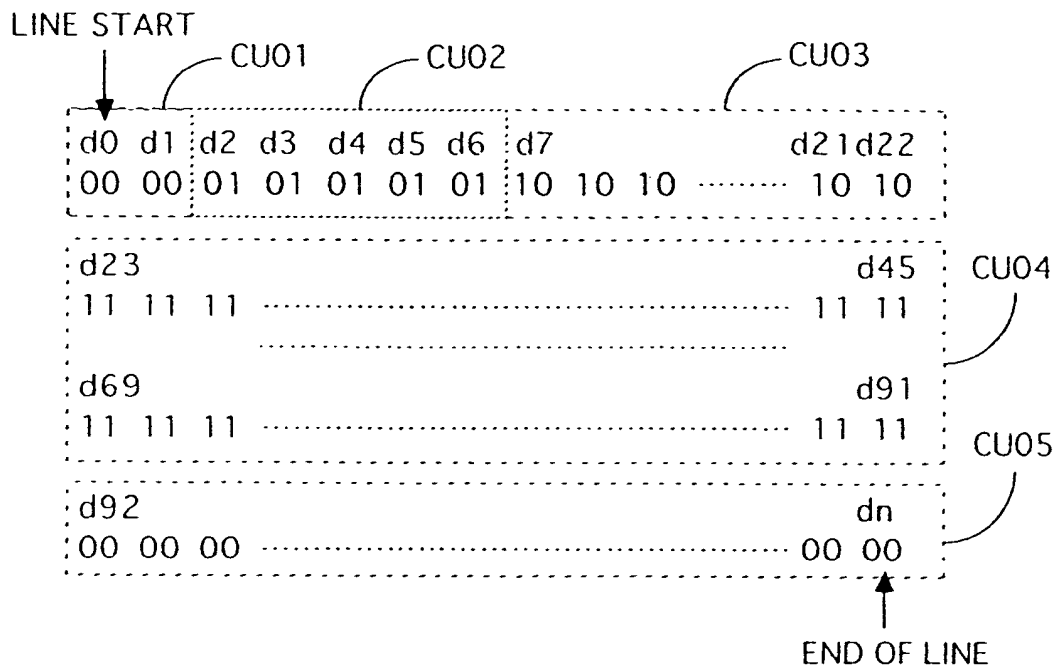 LINE START
CU01 CU02 CU03
d0 d1 d2 d3 d4 d5 d6 d7 d21 d22
00 00 01 01 01 01 01 10 10 10 ········ 10 10
d23 d45 CU04
11 11 11 ········ 11 11
········
d69 d91
11 11 11 ········ 11 11
CU05
d92 dn
00 00 00 ········ 00 00
END OF LINE